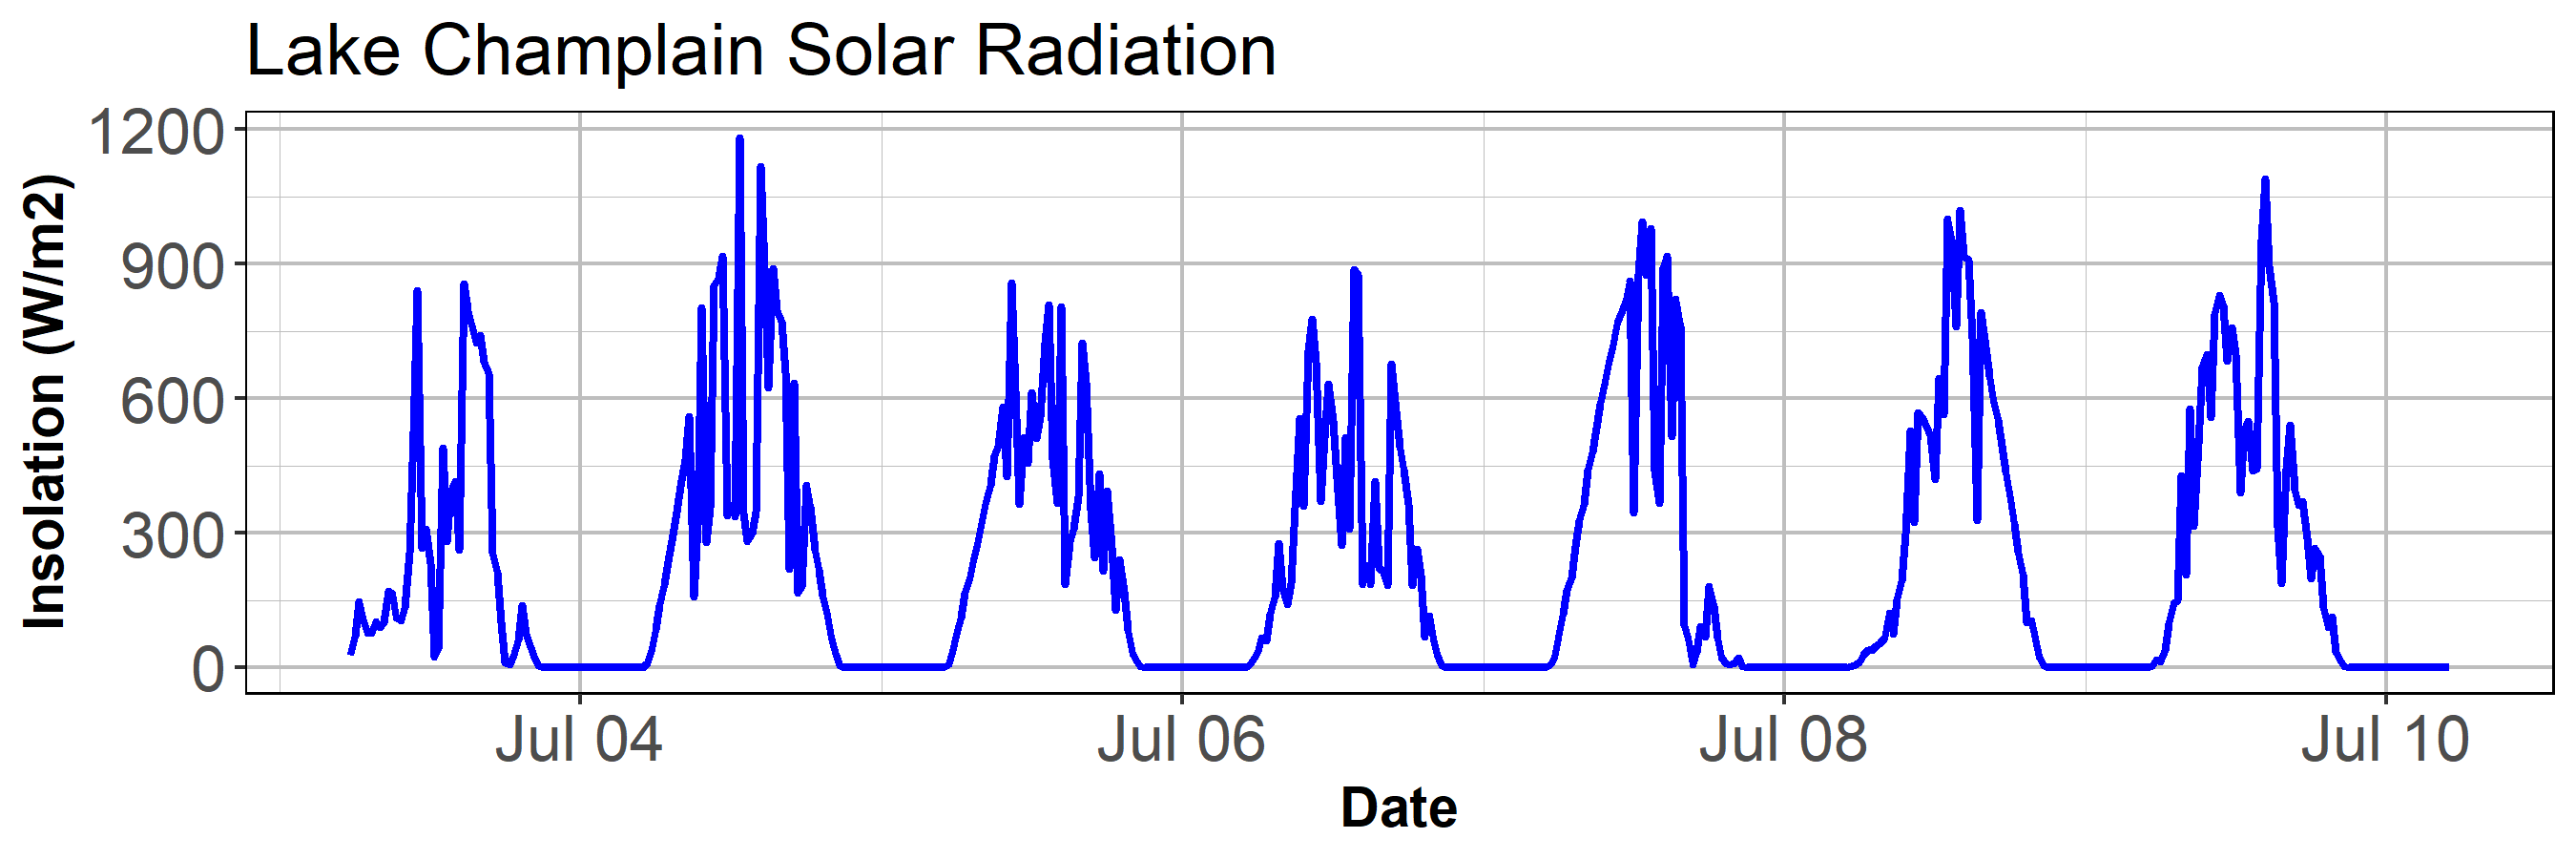 Lake Champlain Solar Radiation
Insolation (W/m2)
1200
900
600
300
0
Jul 04
Jul 06
Jul 08
Jul 10
Date